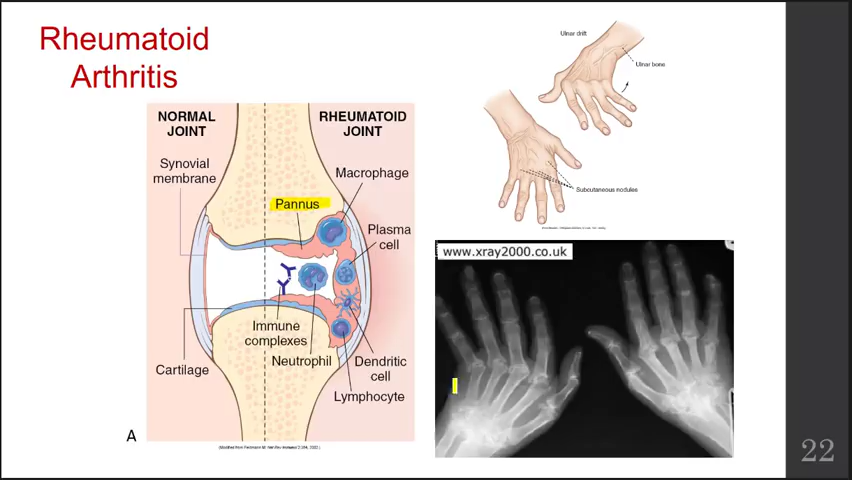 Rheumatoid
Arthritis
NORMAL
JOINT
RHEUMATOID
JOINT
Synovial
membrane
Macrophage
Pannus
Plasma
cell
Immune
complexes
Neutrophil
Cartilage
Dendritic
cell
Lymphocyte
A
Ulnar drift
Ulnar bone
Subcutaneous nodules
www.xray2000.co.uk
22